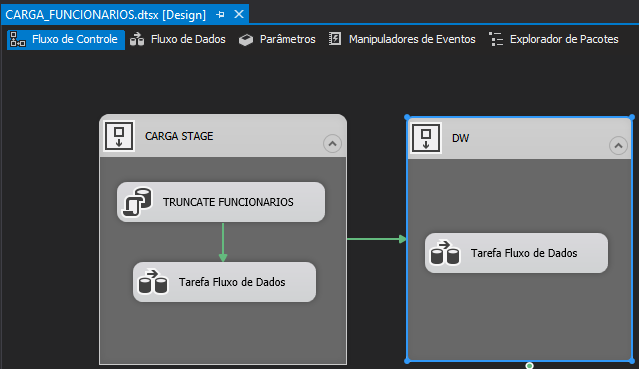 CARGA_FUNCIONARIOS.dtsx [Design]
Fluxo de Controle Fluxo de Dados Parâmetros Manipuladores de Eventos Explorador de Pacotes
CARGA STAGE
TRUNCATE FUNCIONARIOS
Tarefa Fluxo de Dados
DW
Tarefa Fluxo de Dados